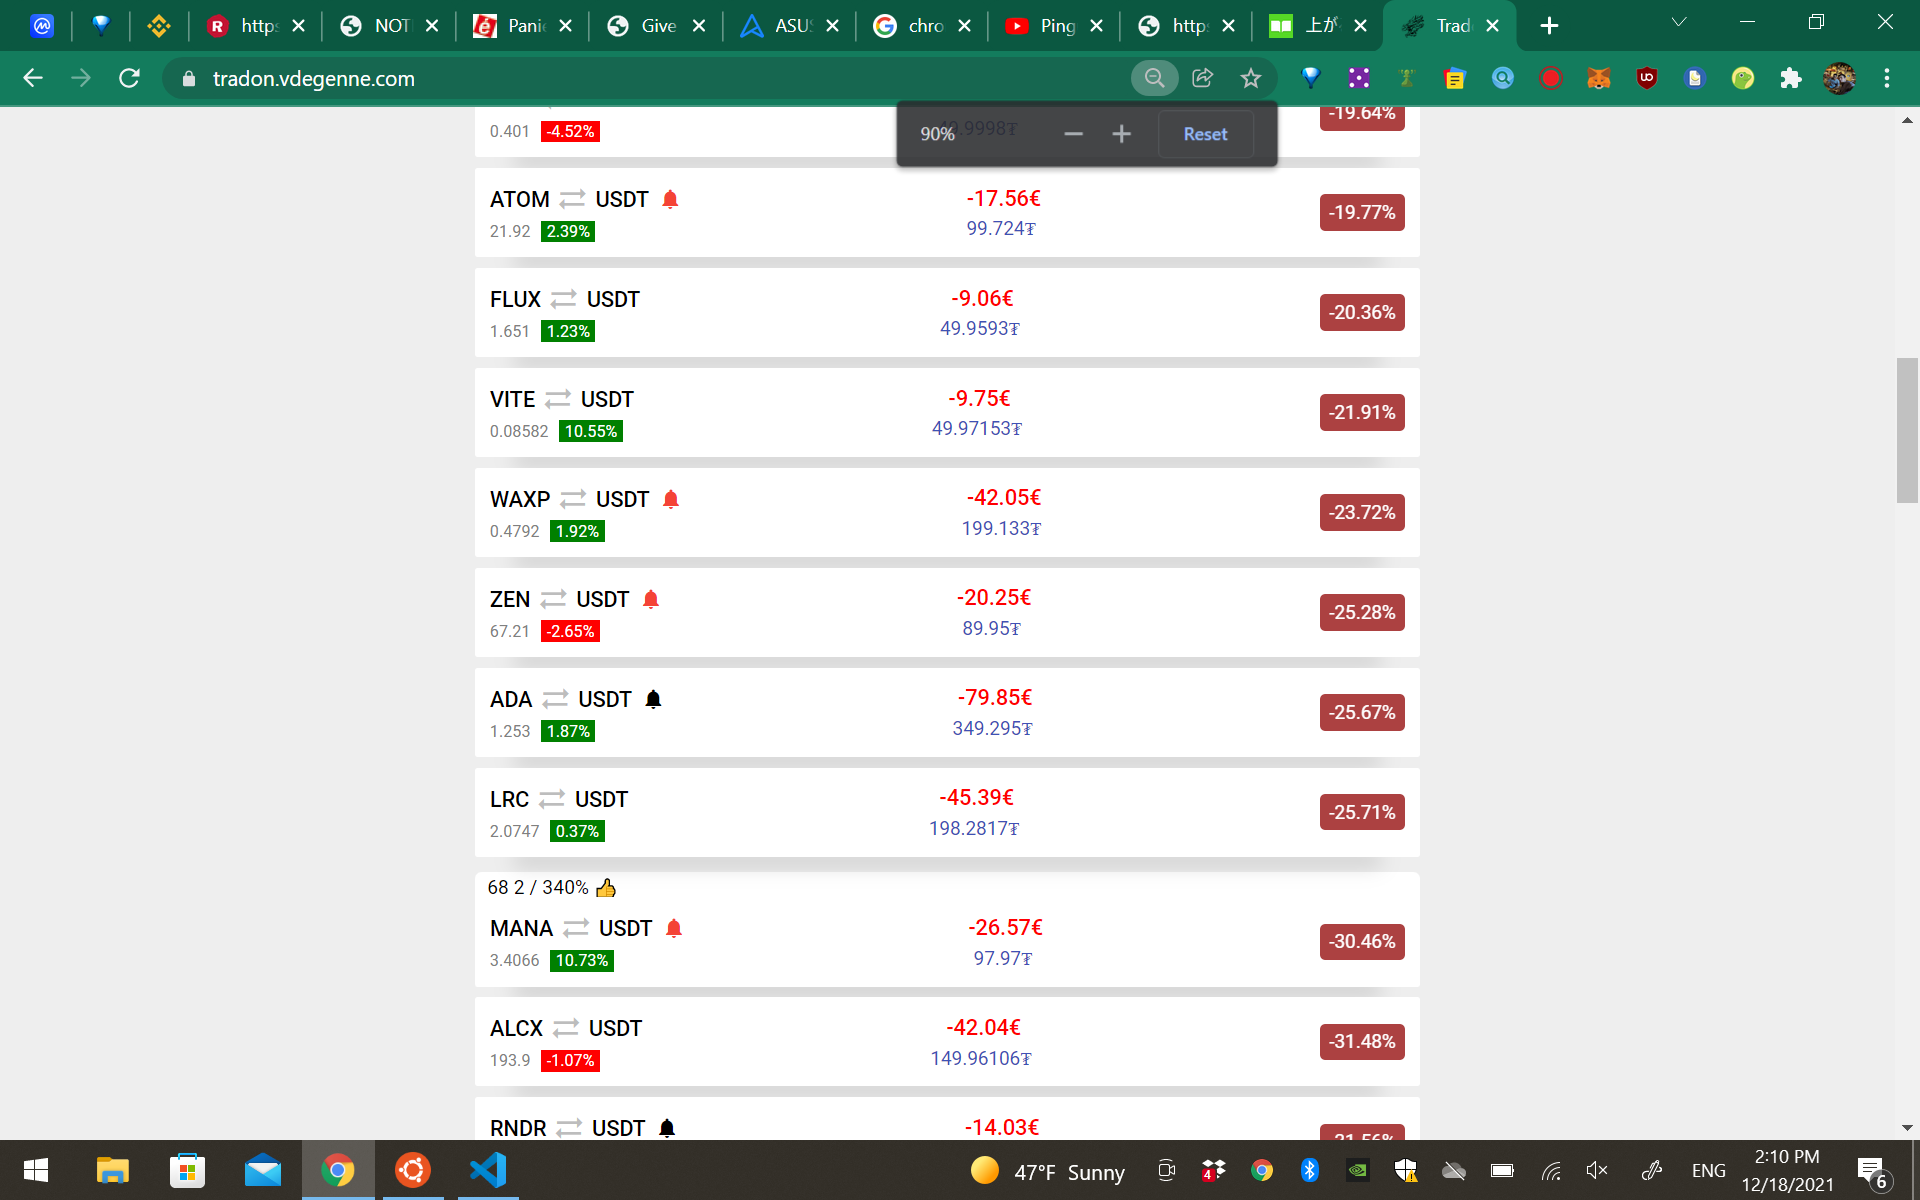 https
NOT
Panie
Give
ASUS
chro
Ping
http
上が
Trad
tradon.vdegenne.com
90%
Reset
0.401 -4.52%
49.9998₮
-19.64%
ATOM USDT
-17.56€
21.92 2.39%
99.724₮
-19.77%
FLUX USDT
-9.06€
1.651 1.23%
49.9593₮
-20.36%
VITE USDT
-9.75€
0.08582 10.55%
49.97153₮
-21.91%
WAXP USDT
-42.05€
0.4792 1.92%
199.133₮
-23.72%
ZEN USDT
-20.25€
67.21 -2.65%
89.95₮
-25.28%
ADA USDT
-79.85€
1.253 1.87%
349.295₮
-25.67%
LRC USDT
-45.39€
2.0747 0.37%
198.2817₮
-25.71%
68 2 / 340% 👍
MANA USDT
-26.57€
3.4066 10.73%
97.97₮
-30.46%
ALCX USDT
-42.04€
193.9 -1.07%
149.96106₮
-31.48%
RNDR USDT
-14.03€
-31.56%
47°F Sunny
4
ENG
2:10 PM
12/18/2021
6